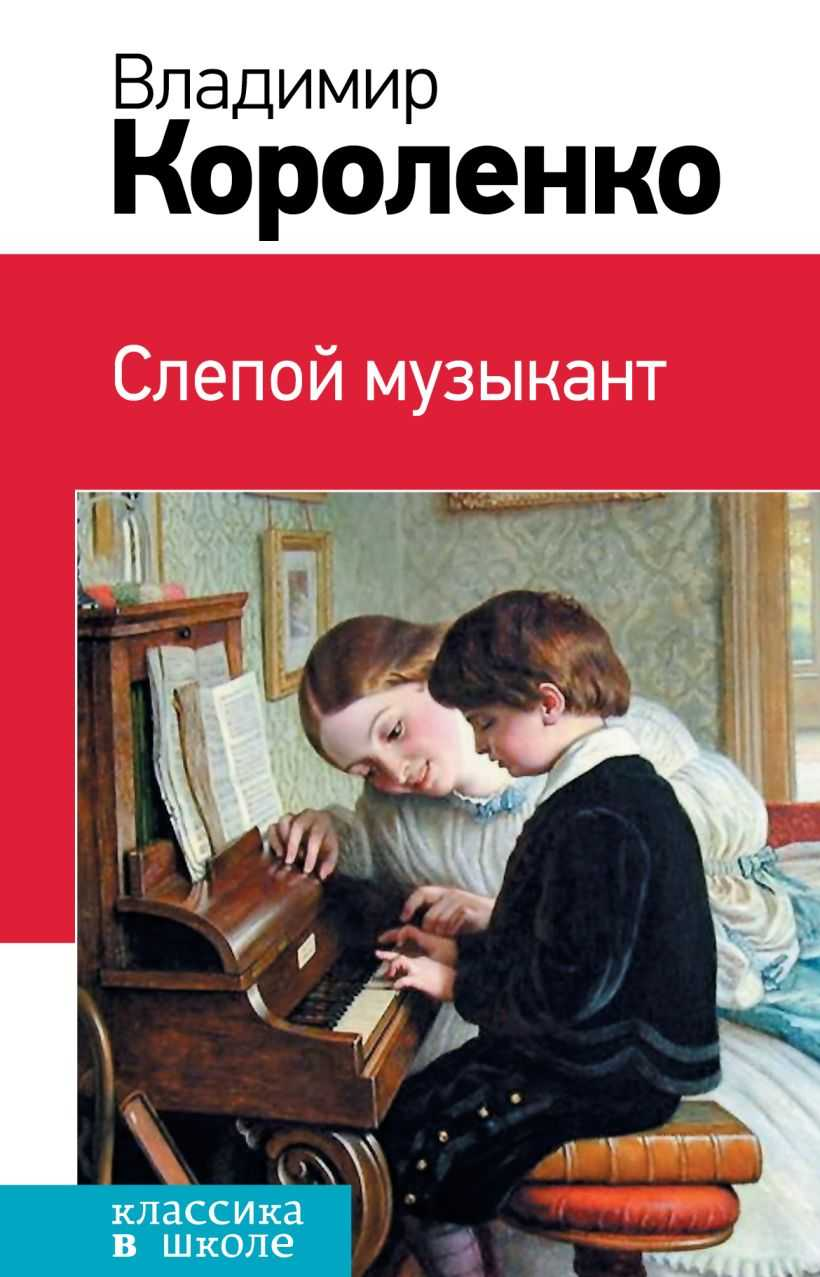 Владимир
Короленко
Слепой музыкант
классика
в школе